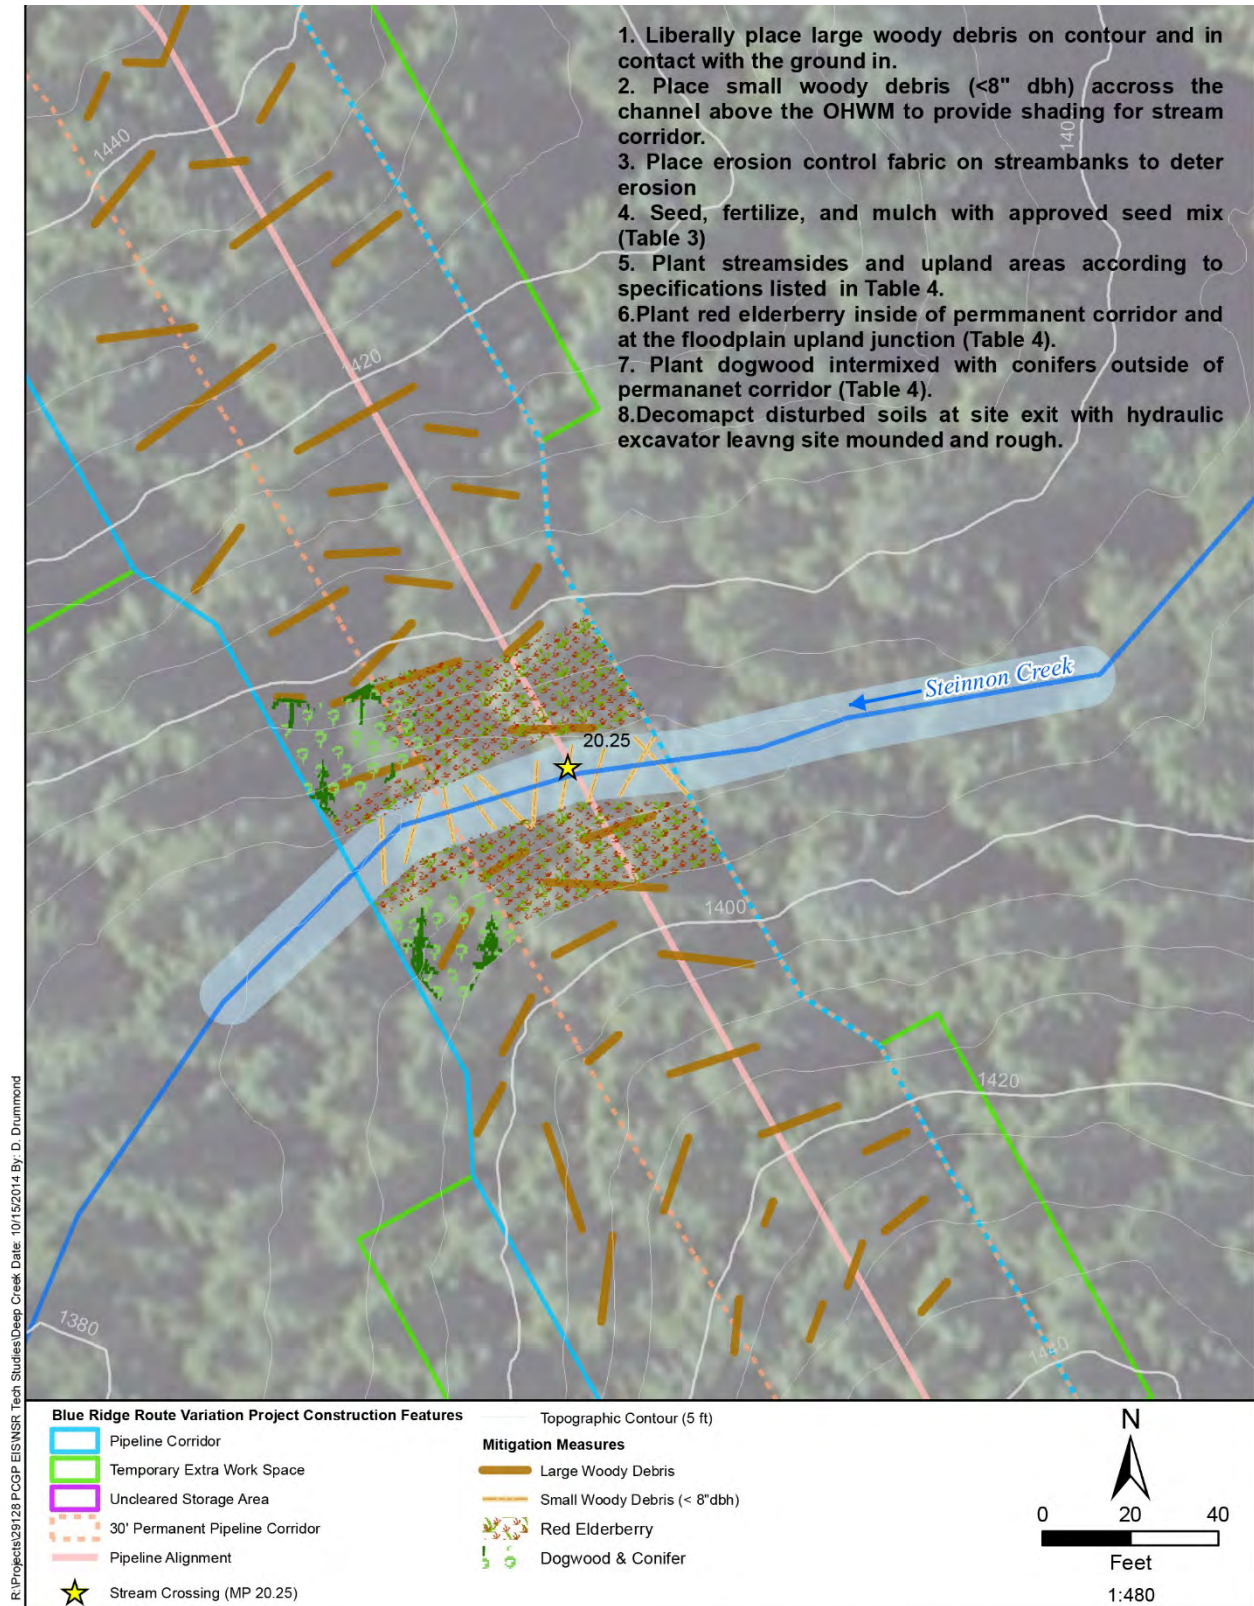 1. Liberally place large woody debris on contour and in
contact with the ground in.
2. Place small woody debris (<8" dbh) accross the
channel above the OHWM to provide shading for stream
corridor.
3. Place erosion control fabric on streambanks to deter
erosion
4. Seed, fertilize, and mulch with approved seed mix
(Table 3)
5. Plant streamsides and upland areas according to
specifications listed in Table 4.
6.Plant red elderberry inside of permmanent corridor and
at the floodplain upland junction (Table 4).
7. Plant dogwood intermixed with conifers outside of
permananet corridor (Table 4).
8.Decomapct disturbed soils at site exit with hydraulic
excavator leavng site mounded and rough.
1440
1420
Steinnon Creek
20.25
1400
1420
1380
1440
R:\Projects\29128 PCGP EIS\NSR Tech Studies\Deep Creek Date: 10/15/2014 By: D. Drummond
Blue Ridge Route Variation Project Construction Features
Pipeline Corridor
Temporary Extra Work Space
Uncleared Storage Area
30' Permanent Pipeline Corridor
Pipeline Alignment
Stream Crossing (MP 20.25)
Topographic Contour (5 ft)
Mitigation Measures
Large Woody Debris
Small Woody Debris (< 8"dbh)
Red Elderberry
Dogwood & Conifer
N
0 20 40
Feet
1:480